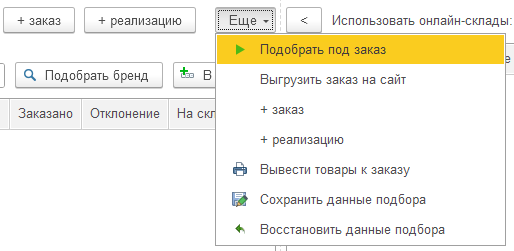 + заказ
+ реализацию
Еще
<
Использовать онлайн-склады:
Подобрать под заказ
Подобрать бренд
В
е
Выгрузить заказ на сайт
Заказано
Отклонение
На скл
+ заказ
+ реализацию
Вывести товары к заказу
Сохранить данные подбора
Восстановить данные подбора